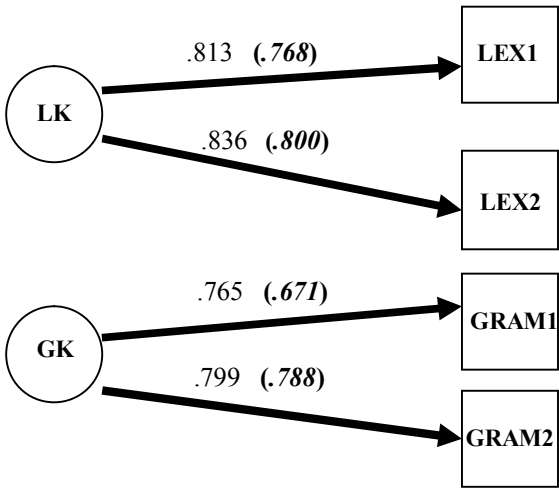 .813 (.768)
LEX1
LK
.836 (.800)
LEX2
.765 (.671)
GRAM1
GK
.799 (.788)
GRAM2